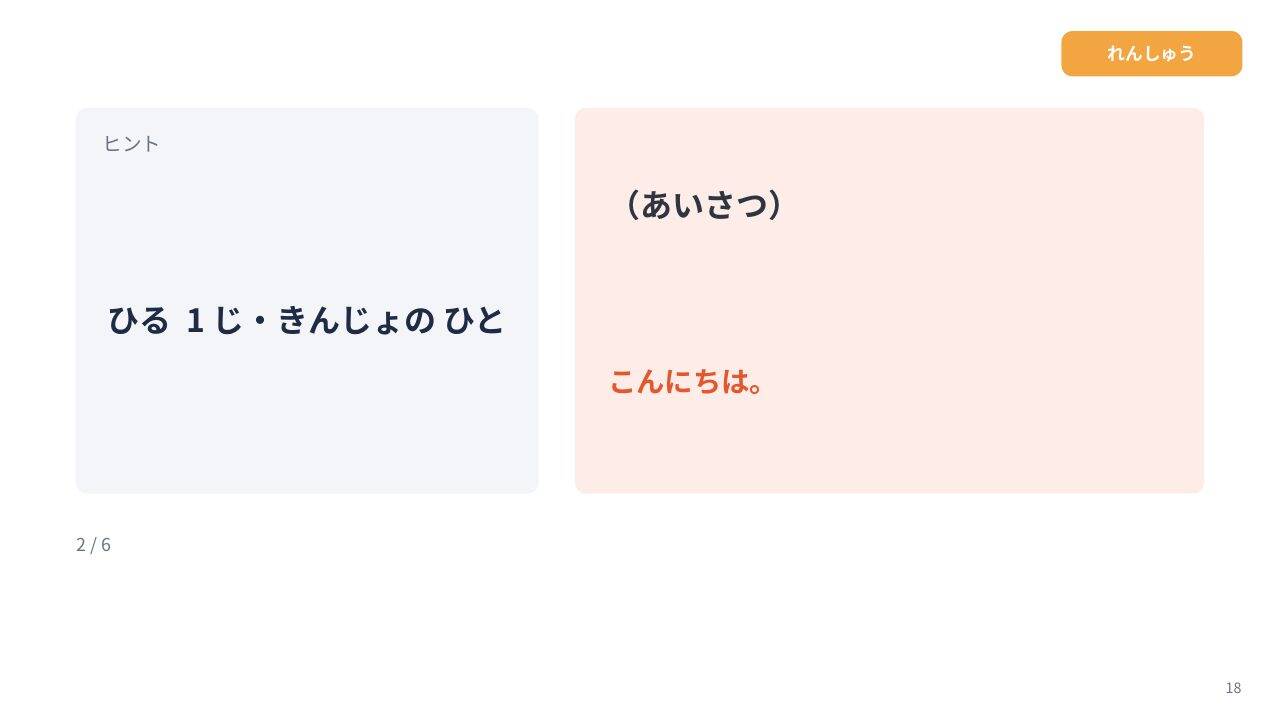 れんしゅう
ヒント
ひる 1じ・きんじょの ひと
（あいさつ）
こんにちは。
2 / 6
18